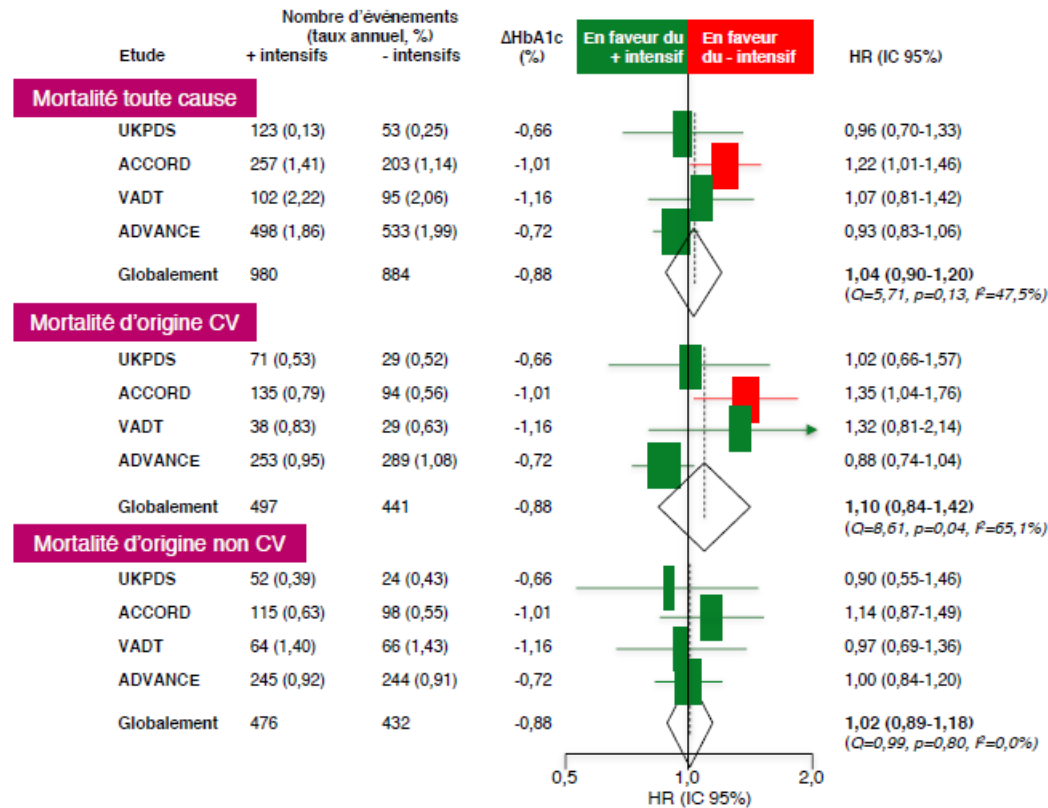 Nombre d'événements
(taux annuel, %)
Etude + intensifs - intensifs
ΔHbA1c
(%)
En faveur du
+ intensif
En faveur
du - intensif
HR (IC 95%)
Mortalité toute cause
UKPDS 123 (0,13) 53 (0,25) -0,66 0,96 (0,70-1,33)
ACCORD 257 (1,41) 203 (1,14) -1,01 1,22 (1,01-1,46)
VADT 102 (2,22) 95 (2,06) -1,16 1,07 (0,81-1,42)
ADVANCE 498 (1,86) 533 (1,99) -0,72 0,93 (0,83-1,06)
Globalement 980 884 -0,88 1,04 (0,90-1,20)
(Q=5,71, p=0,13, I²=47,5%)
Mortalité d'origine CV
UKPDS 71 (0,53) 29 (0,52) -0,66 1,02 (0,66-1,57)
ACCORD 135 (0,79) 94 (0,56) -1,01 1,35 (1,04-1,76)
VADT 38 (0,83) 29 (0,63) -1,16 1,32 (0,81-2,14)
ADVANCE 253 (0,95) 289 (1,08) -0,72 0,88 (0,74-1,04)
Globalement 497 441 -0,88 1,10 (0,84-1,42)
(Q=8,61, p=0,04, I²=65,1%)
Mortalité d'origine non CV
UKPDS 52 (0,39) 24 (0,43) -0,66 0,90 (0,55-1,46)
ACCORD 115 (0,63) 98 (0,55) -1,01 1,14 (0,87-1,49)
VADT 64 (1,40) 66 (1,43) -1,16 0,97 (0,69-1,36)
ADVANCE 245 (0,92) 244 (0,91) -0,72 1,00 (0,84-1,20)
Globalement 476 432 -0,88 1,02 (0,89-1,18)
(Q=0,99, p=0,80, I²=0,0%)
0,5 1,0 2,0
HR (IC 95%)